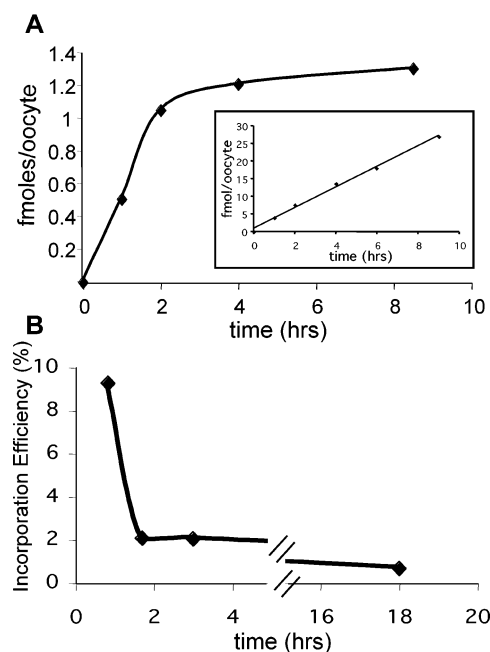 A
1.4
1.2
1
0.8
0.6
0.4
0.2
fmoles/oocyte
0 2 4 6 8 10
time (hrs)
30
25
20
15
10
5
0
fmol/oocyte
0 2 4 6 8 10
time (hrs)
B
10
8
6
4
2
0
Incorporation Efficiency (%)
0 2 4 16 18 20
time (hrs)